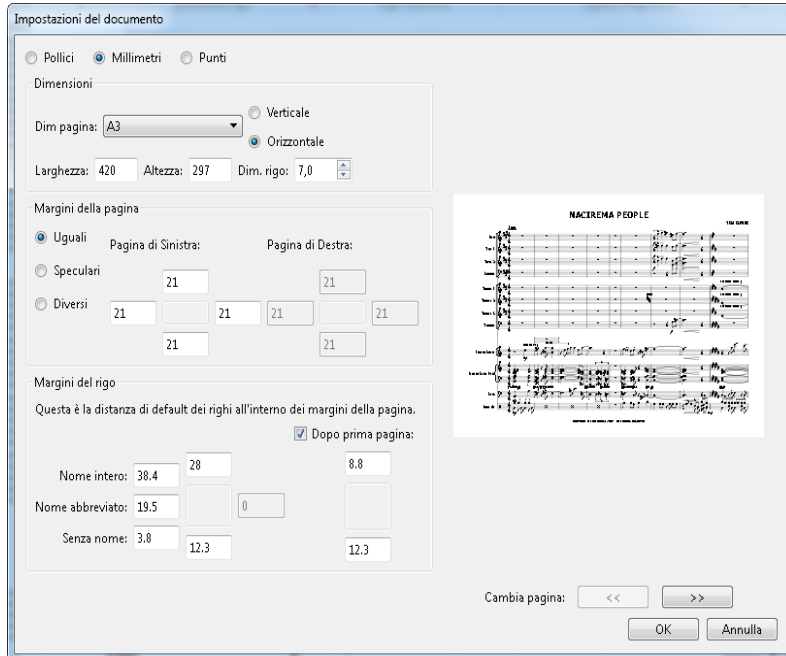 Impostazioni del documento
Pollici Millimetri Punti
Dimensioni
Dim pagina: A3
Verticale
Orizzontale
Larghezza: 420 Altezza: 297 Dim. rigo: 7,0
Margini della pagina
Uguali Pagina di Sinistra: Pagina di Destra:
Speculari
21 21
Diversi
21 21 21 21
21 21
Margini del rigo
Questa è la distanza di default dei righi all'interno dei margini della pagina.
Dopo prima pagina:
28 8.8
Nome intero: 38.4
Nome abbreviato: 19.5 0
Senza nome: 3.8
12.3 12.3
NACIREMA PEOPLE
Cambia pagina: << >>
OK Annulla